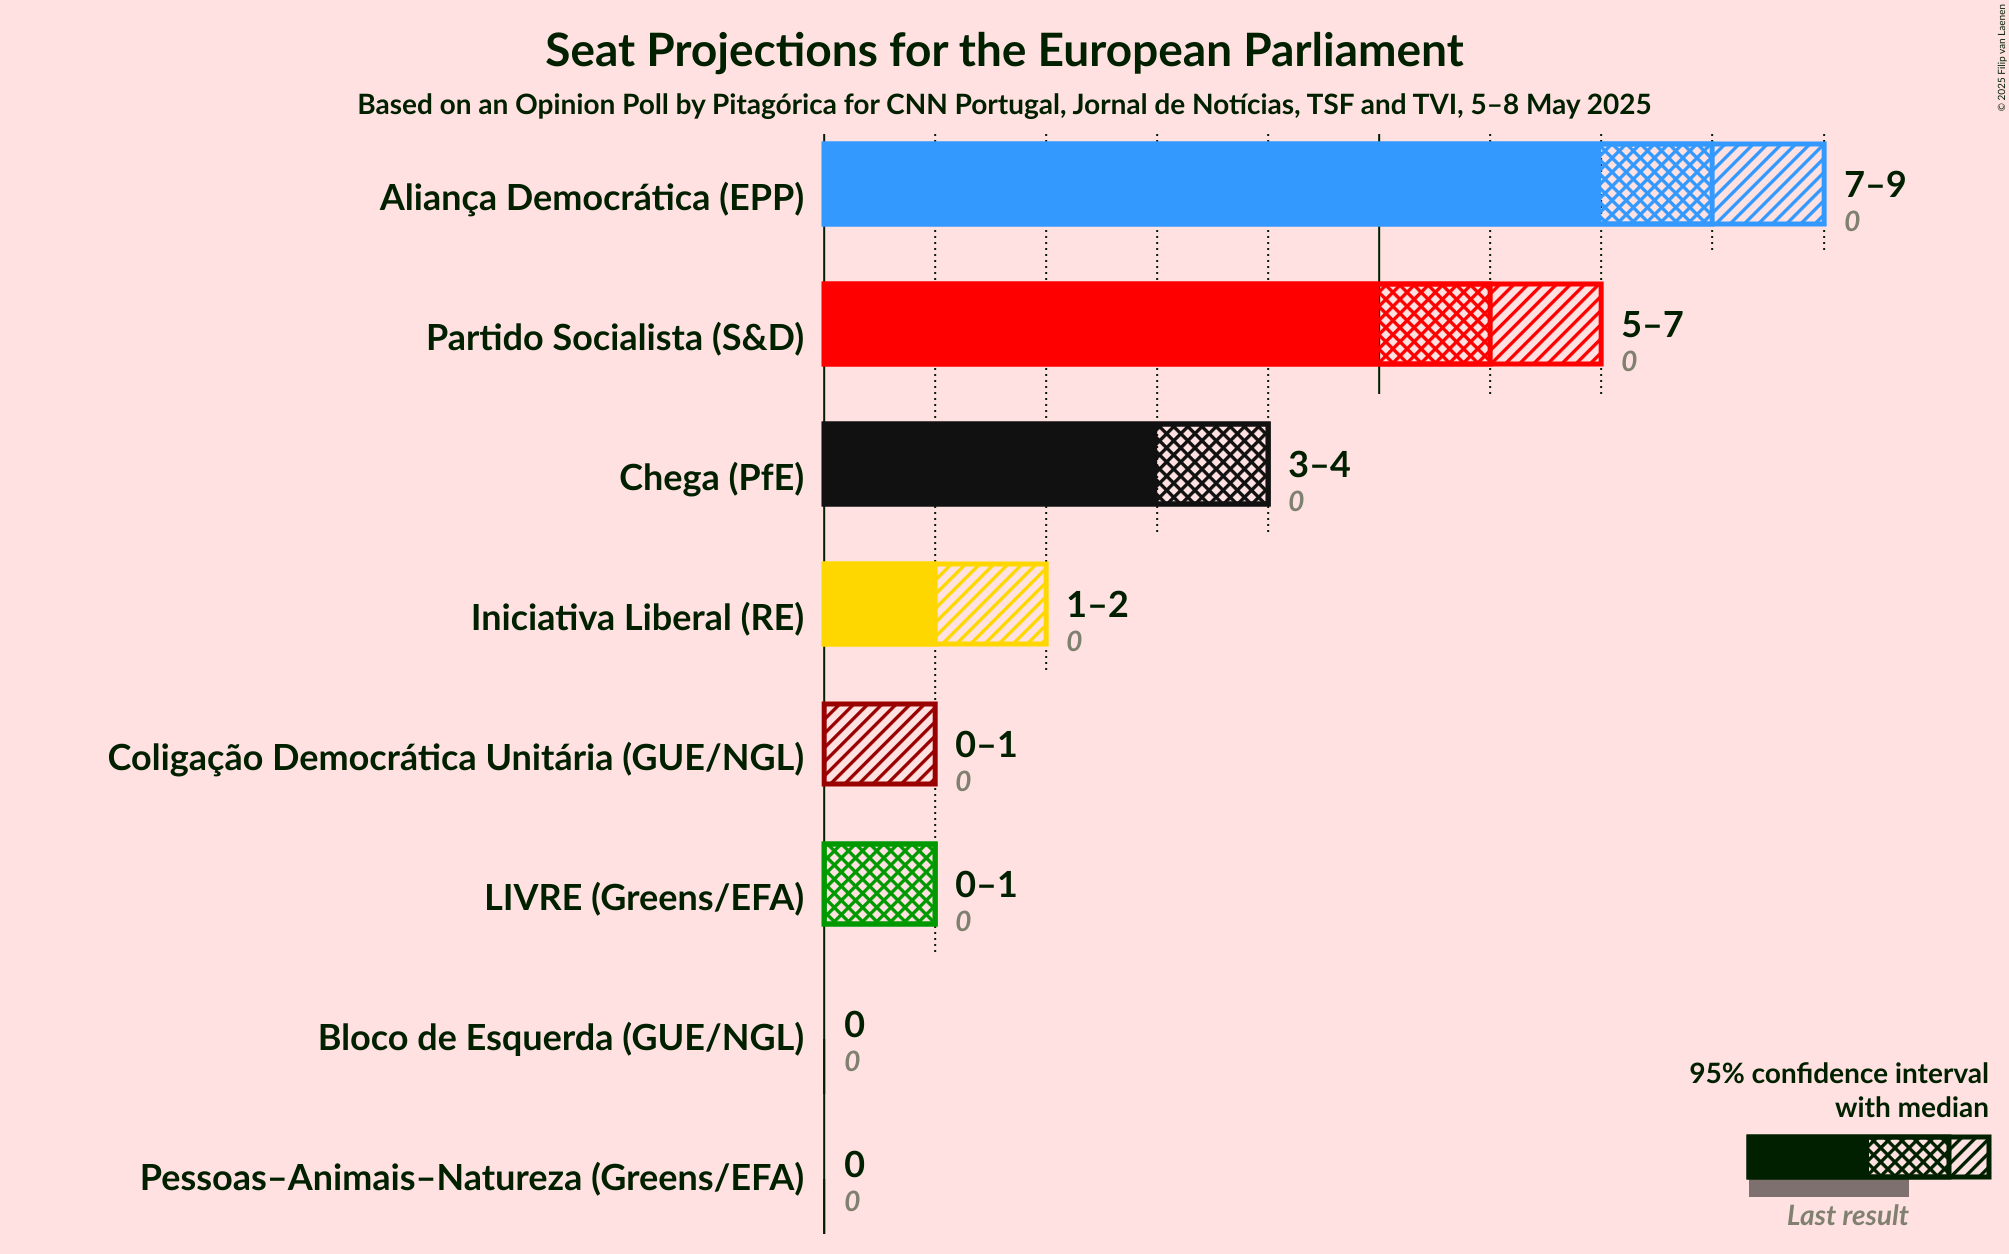 Seat Projections for the European Parliament
Based on an Opinion Poll by Pitagórica for CNN Portugal, Jornal de Notícias, TSF and TVI, 5–8 May 2025
© 2025 Filip van Laenen
Aliança Democrática (EPP)
7–9
0
Partido Socialista (S&D)
5–7
0
Chega (PfE)
3–4
0
Iniciativa Liberal (RE)
1–2
0
Coligação Democrática Unitária (GUE/NGL)
0–1
0
LIVRE (Greens/EFA)
0–1
0
Bloco de Esquerda (GUE/NGL)
0
0
Pessoas–Animais–Natureza (Greens/EFA)
0
0
95% confidence interval
with median
Last result